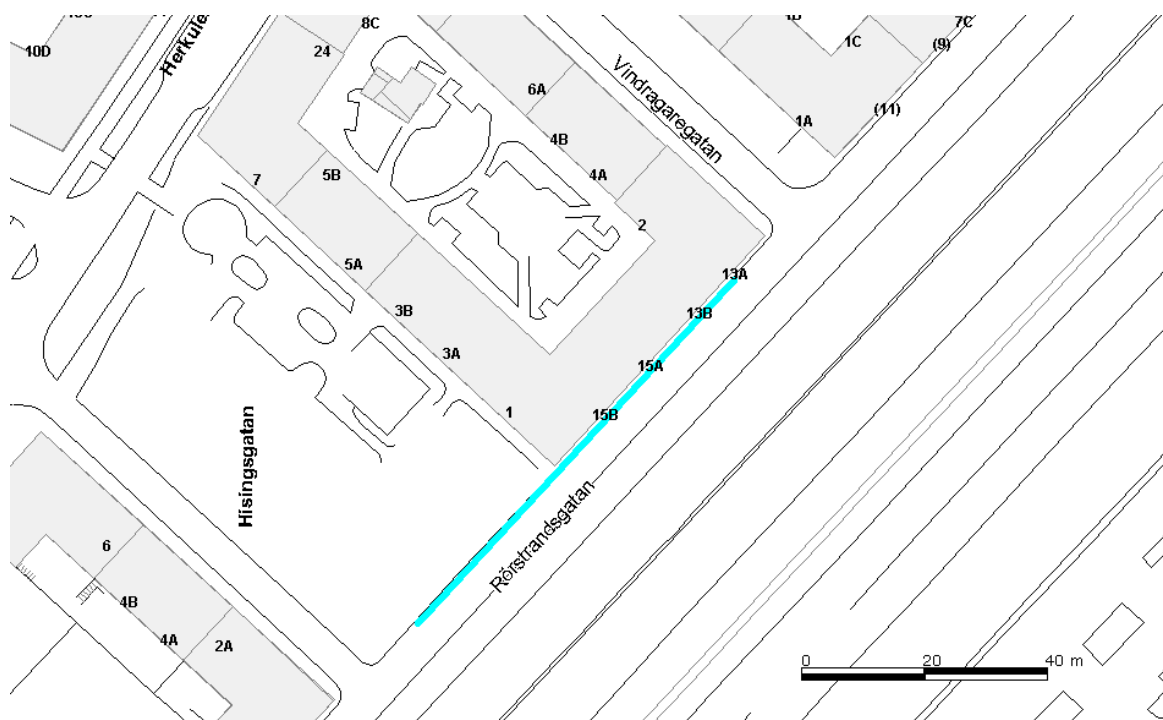 8C
7C
1B
1C
(9)
10D
24
Herkule
Vindragaregatan
6A
(11)
1A
4B
5B
4A
7
2
5A
13A
3B
13B
3A
15A
1
15B
Hisingsgatan
Rörstrandsgatan
6
4B
4A
2A
0 20 40 m